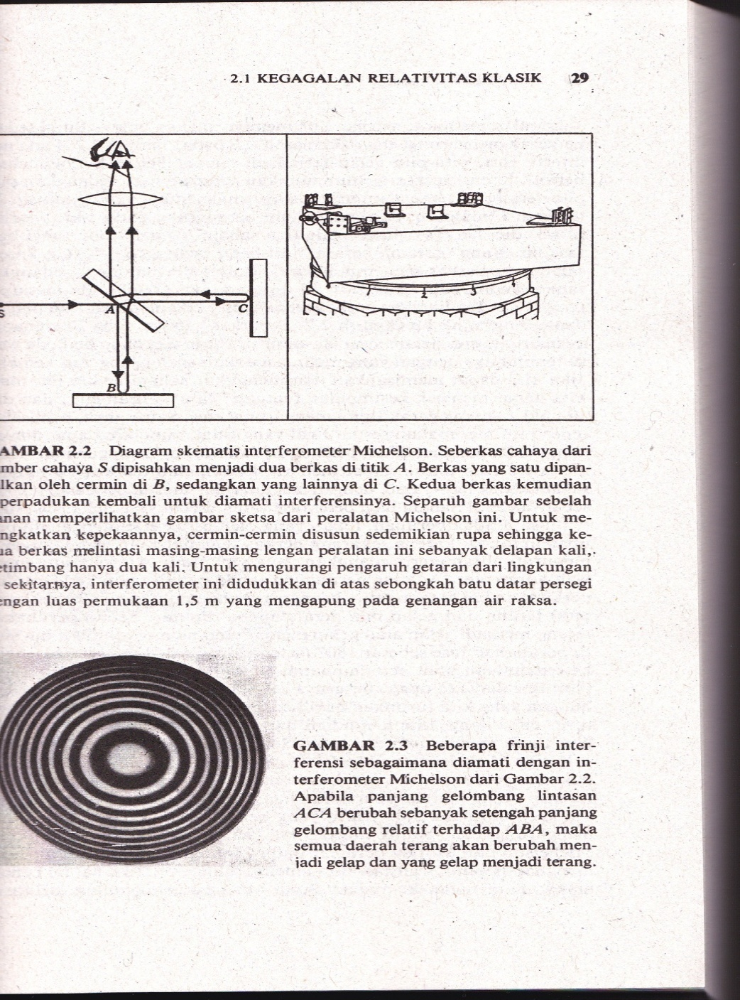 2.1 KEGAGALAN RELATIVITAS KLASIK 29
S
A
B
C
AMBAR 2.2 Diagram skematis interferometer Michelson. Seberkas cahaya dari
mber cahaya S dipisahkan menjadi dua berkas di titik A. Berkas yang satu dipan-
lkan oleh cermin di B, sedangkan yang lainnya di C. Kedua berkas kemudian
perpadukan kembali untuk diamati interferensinya. Separuh gambar sebelah
nan memperlihatkan gambar sketsa dari peralatan Michelson ini. Untuk me-
ngkatkan kepekaannya, cermin-cermin disusun sedemikian rupa sehingga ke-
ua berkas melintasi masing-masing lengan peralatan ini sebanyak delapan kali,
etimbang hanya dua kali. Untuk mengurangi pengaruh getaran dari lingkungan
sekitarnya, interferometer ini didudukkan di atas sebongkah batu datar persegi
engan luas permukaan 1,5 m yang mengapung pada genangan air raksa.
GAMBAR 2.3 Beberapa frinji inter-
ferensi sebagaimana diamati dengan in-
terferometer Michelson dari Gambar 2.2.
Apabila panjang gelombang lintasan
ACA berubah sebanyak setengah panjang
gelombang relatif terhadap ABA, maka
semua daerah terang akan berubah men-
jadi gelap dan yang gelap menjadi terang.